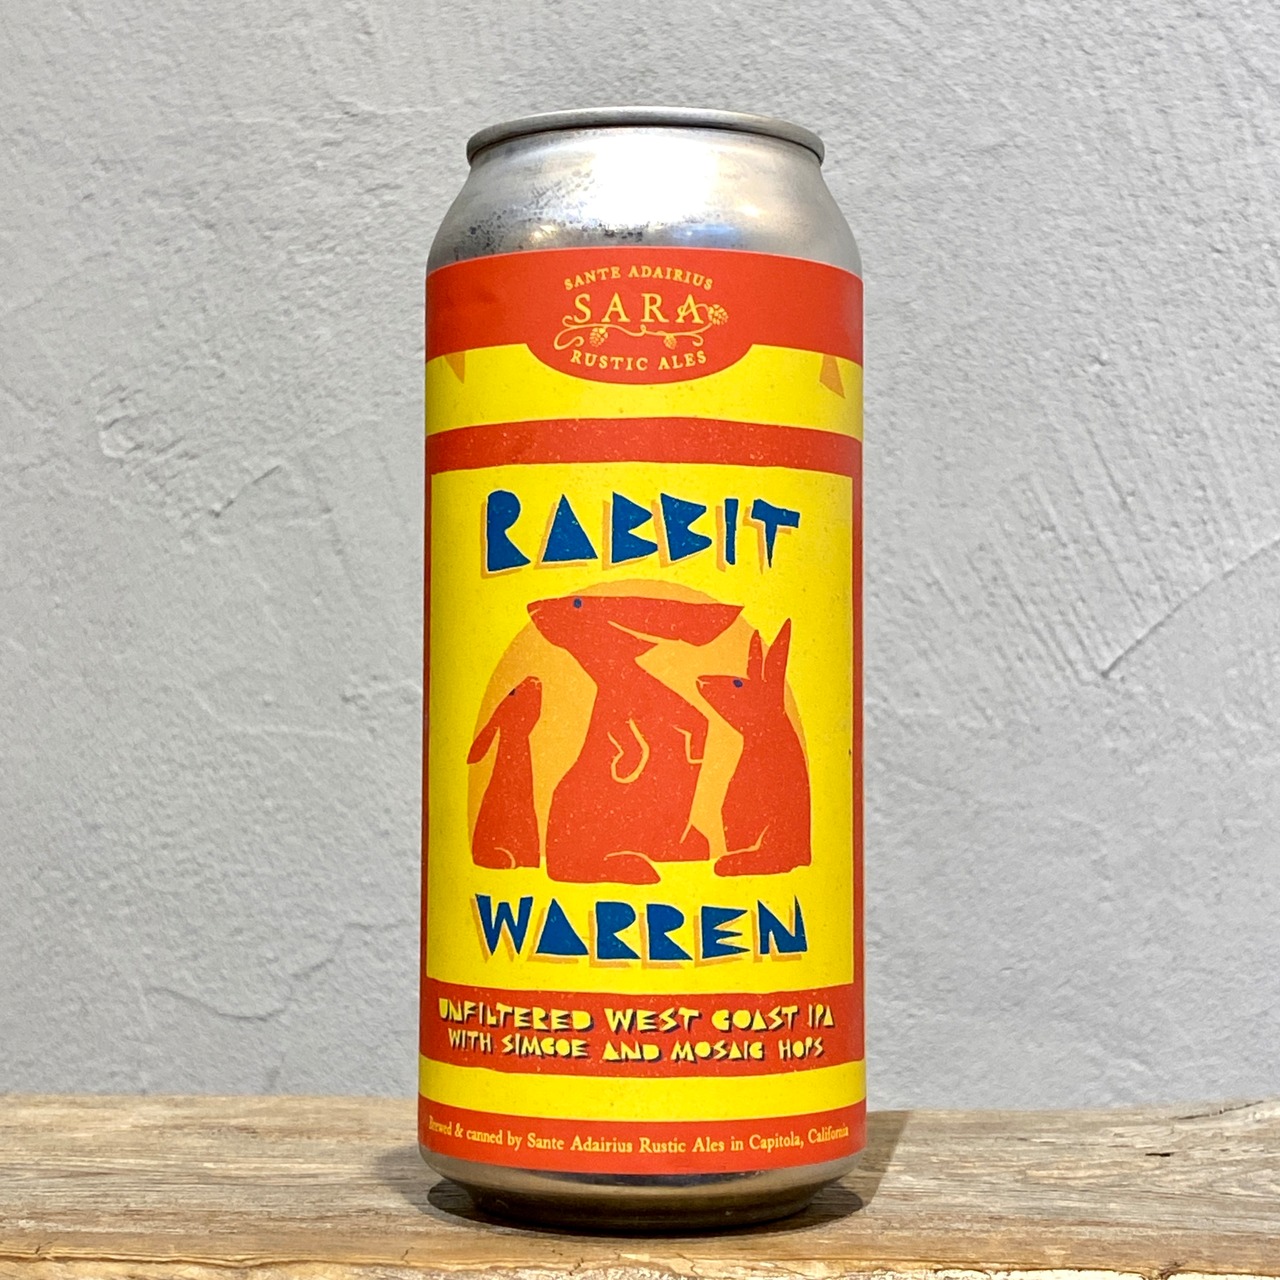 SANTE ADAIRIUS
SARA
RUSTIC ALES
RABBIT
WARREN
UNFILTERED WEST COAST IPA
WITH SIMCOE AND MOSAIC HOPS
Brewed & canned by Sante Adairius Rustic Ales in Capitola, California